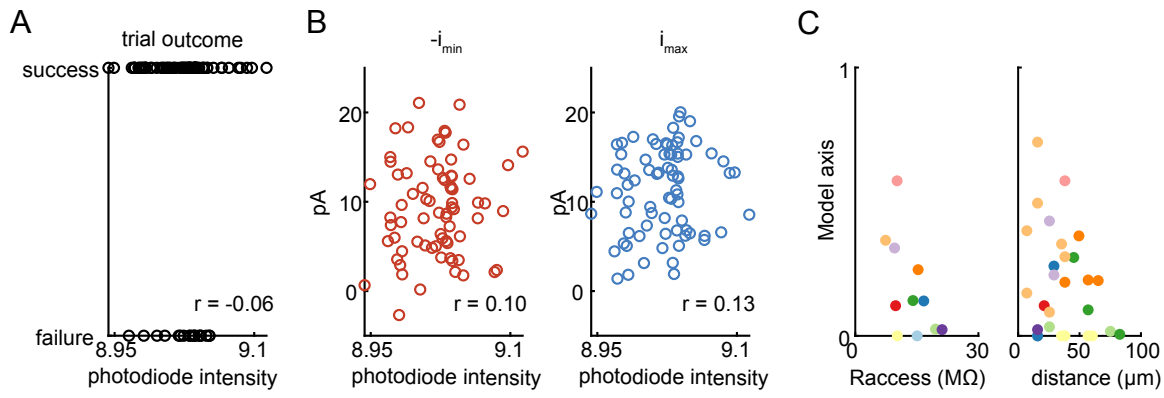 A
trial outcome
success
failure
r = -0.06
8.95
9.1
photodiode intensity
B
-i min
pA
20
10
0
r = 0.10
8.95
9.1
photodiode intensity
i max
pA
20
10
0
r = 0.13
8.95
9.1
photodiode intensity
C
Model axis
1
0
0
30
Raccess (MΩ)
0
50
100
distance (μm)